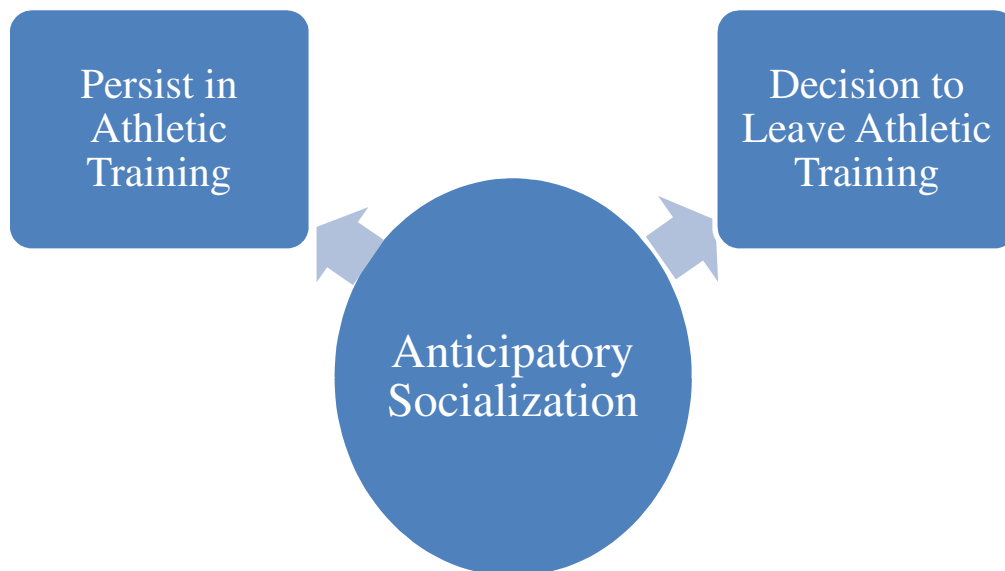 Persist in
Athletic
Training
Decision to
Leave Athletic
Training
Anticipatory
Socialization